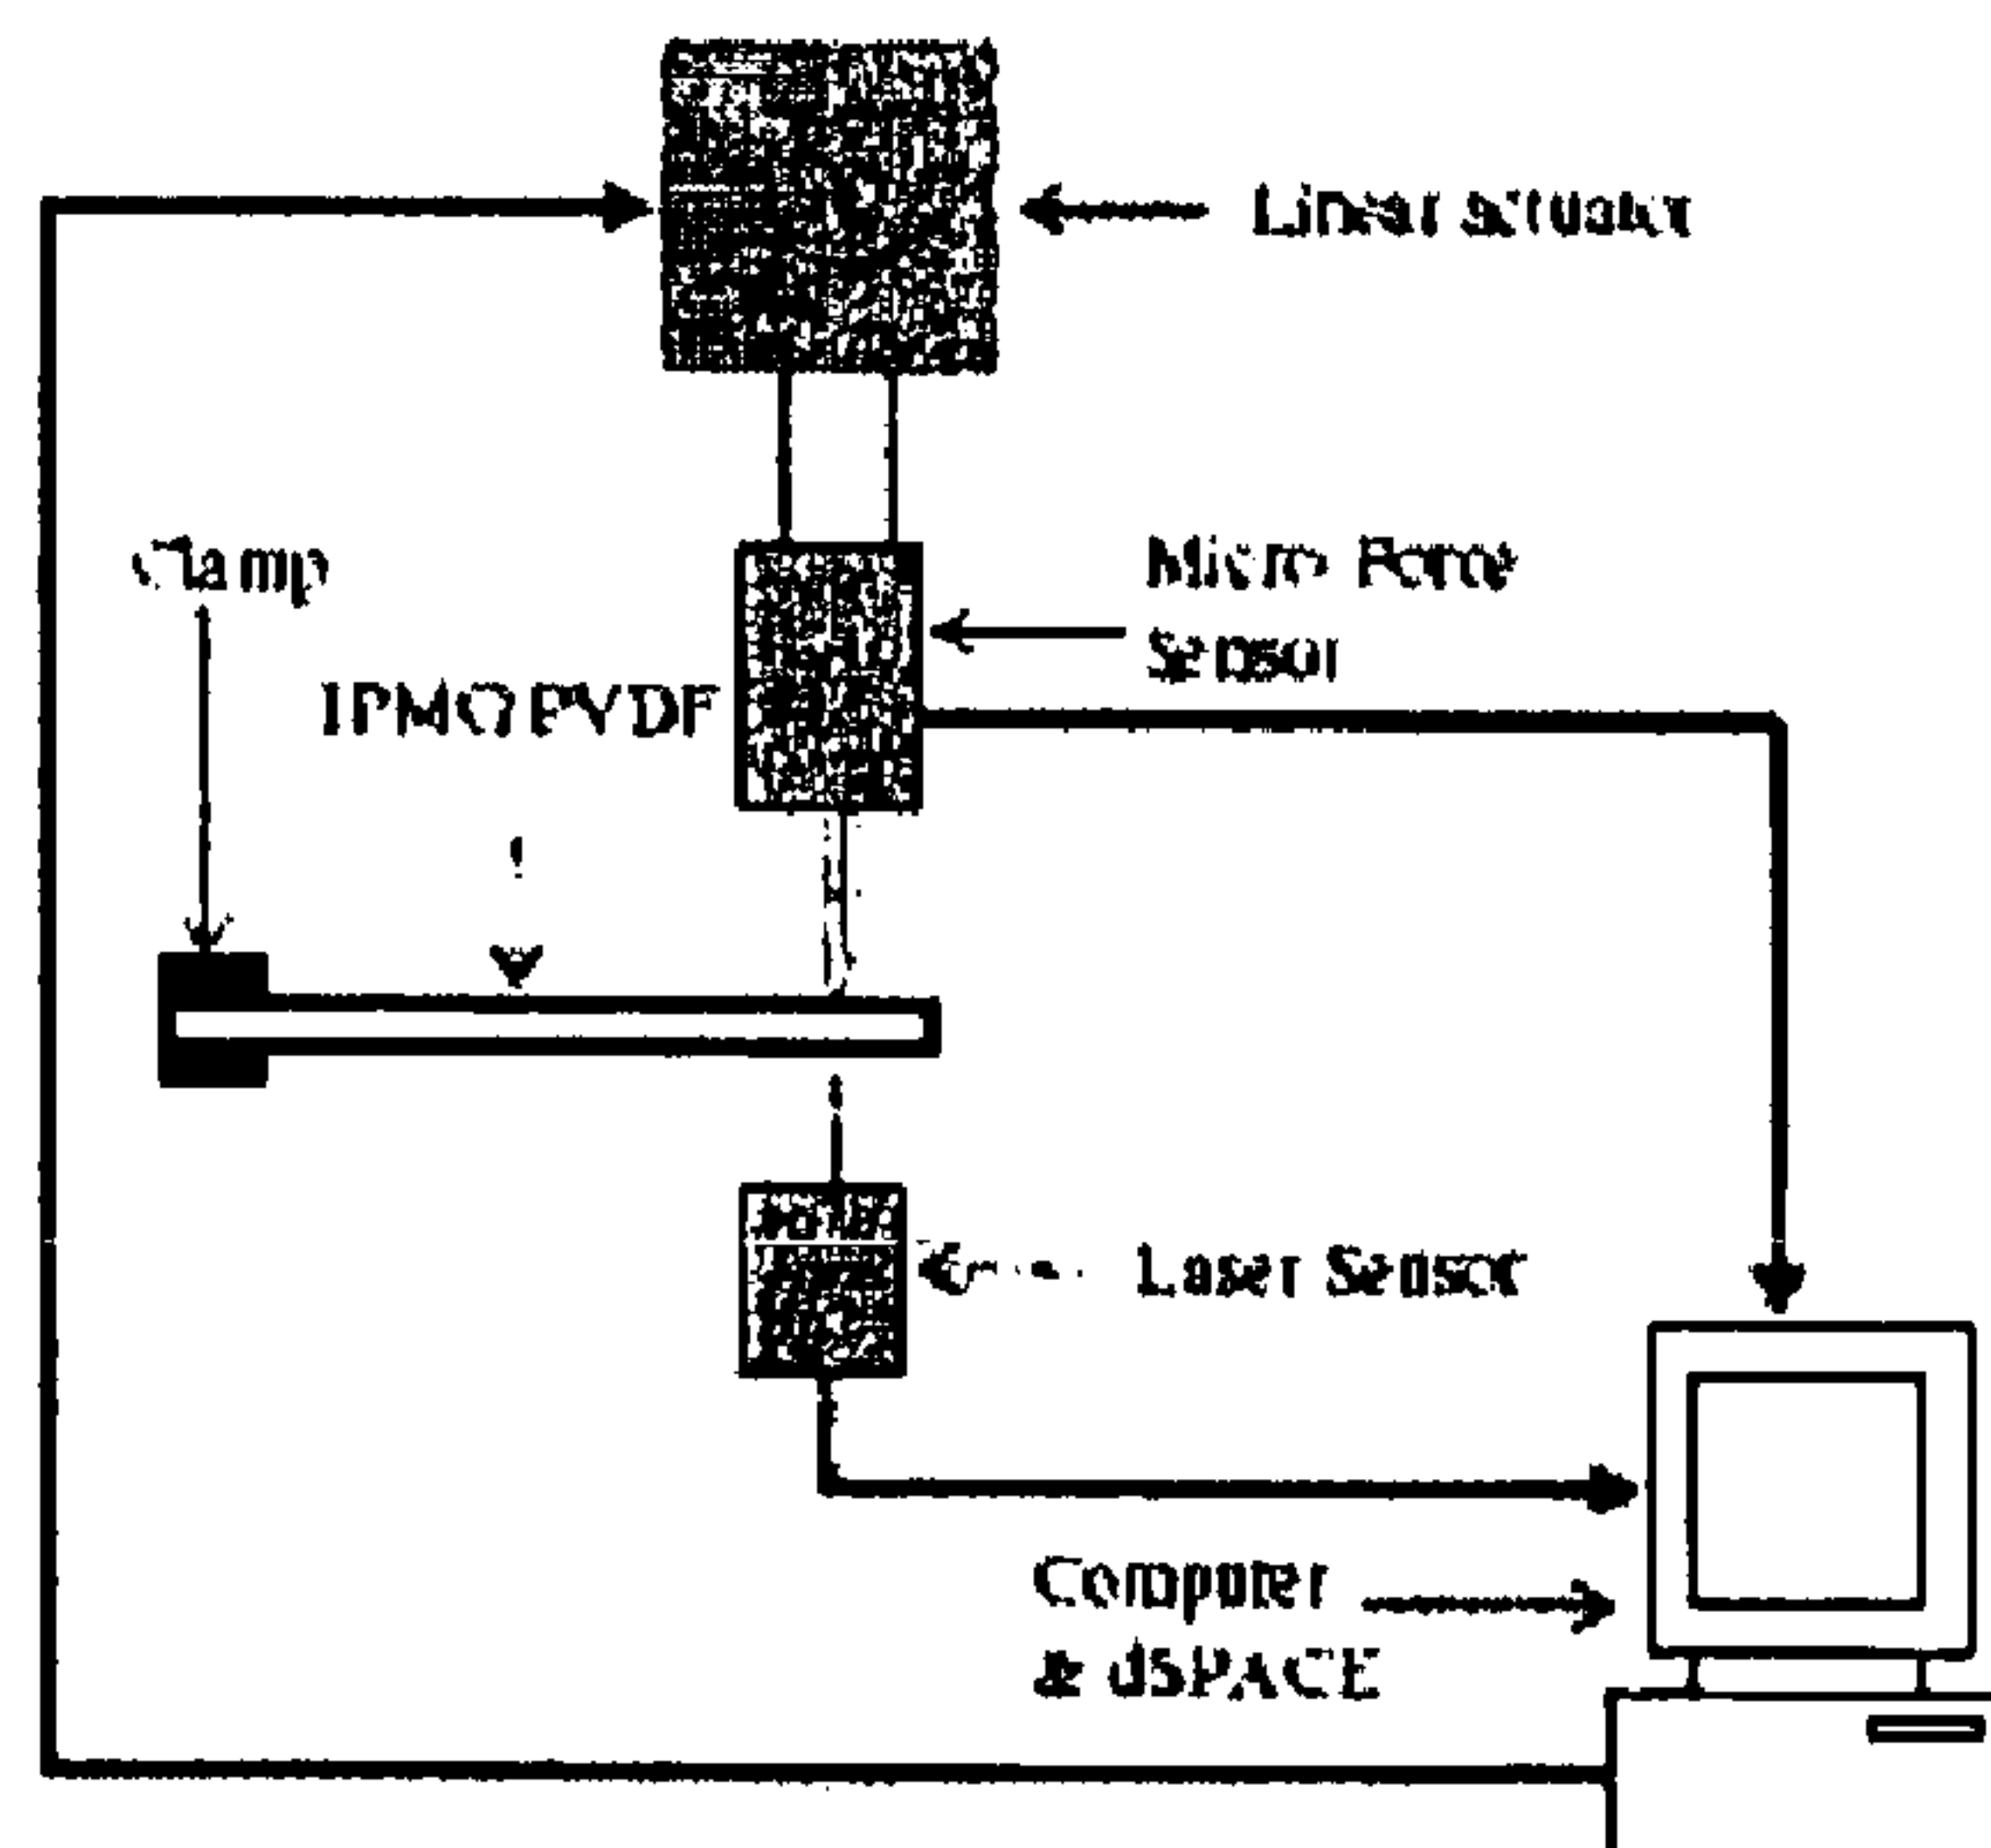 Linear actuator
Clamp
Micro Force
Sensor
IPMC/PVDF
Laser Sensor
Computer
& dSPACE